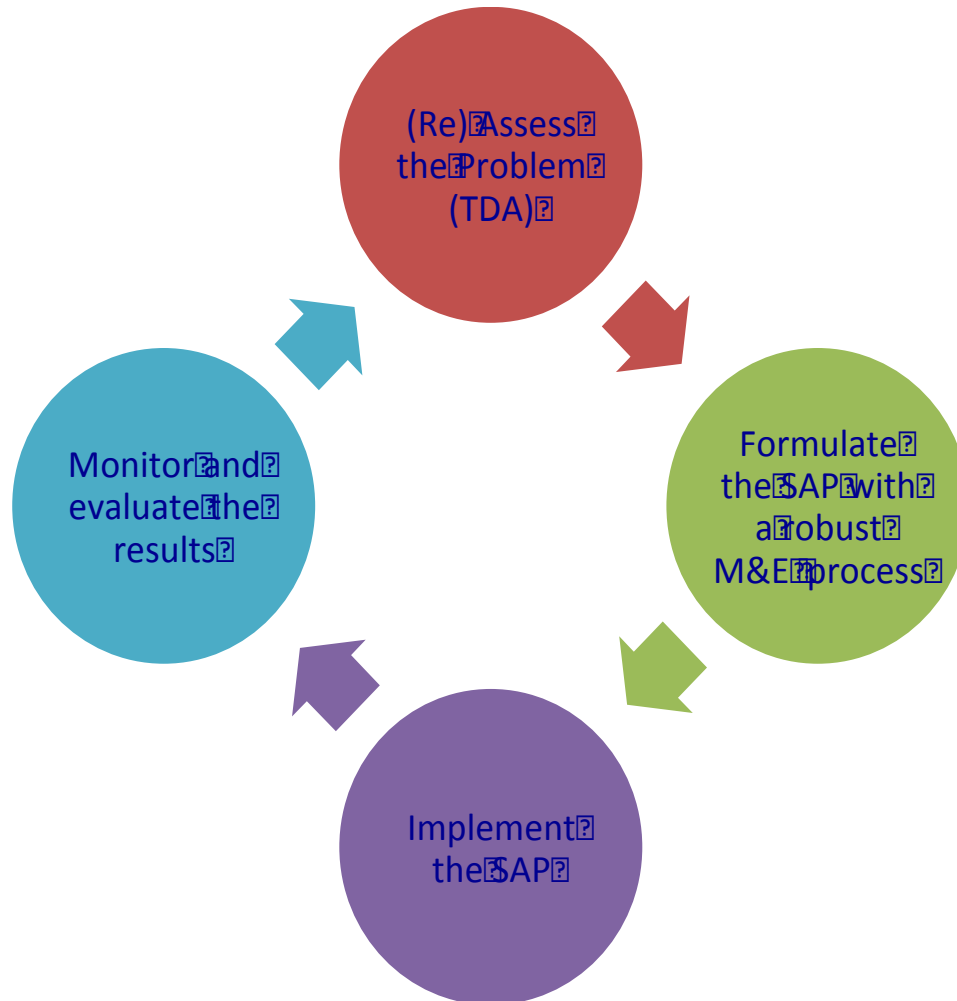 (Re) Assess
the Problem
(TDA)
Formulate
the SAP with
a robust
M&E process
Implement
the SAP
Monitor and
evaluate the
results